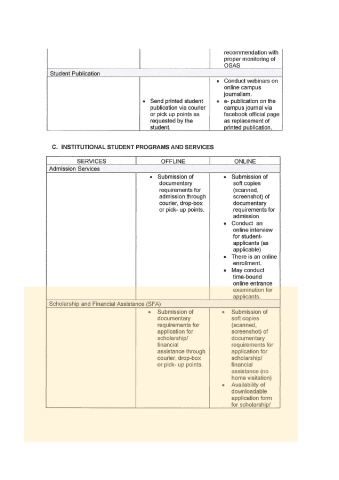 recommendation with
proper monitoring of
OSAS
Student Publication
• Send printed student
publication via courier
or pick up points as
requested by the
student.
• Conduct webinars on
online campus
journalism.
• e- publication on the
campus journal via
facebook official page
as replacement of
printed publication.
C. INSTITUTIONAL STUDENT PROGRAMS AND SERVICES
SERVICES OFFLINE ONLINE
Admission Services
• Submission of
documentary
requirements for
admission through
courier, drop-box
or pick- up points.
• Submission of
soft copies
(scanned,
screenshot) of
documentary
requirements for
admission
• Conduct an
online interview
for student-
applicants (as
applicable)
• There is an online
enrollment.
• May conduct
time-bound
online entrance
examination for
applicants.
Scholarship and Financial Assistance (SFA)
• Submission of
documentary
requirements for
application for
scholarship/
financial
assistance through
courier, drop-box
or pick- up points.
• Submission of
soft copies
(scanned,
screenshot) of
documentary
requirements for
application for
scholarship/
financial
assistance (no
home visitation)
• Availability of
downloadable
application form
for scholarship/